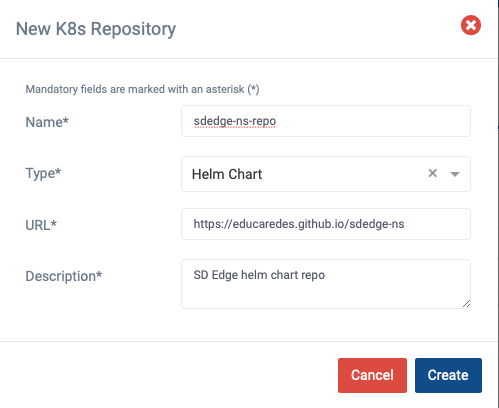 New K8s Repository
Mandatory fields are marked with an asterisk (*)
Name*
sdedge-ns-repo
Type*
Helm Chart
URL*
https://educaredes.github.io/sdedge-ns
Description*
SD Edge helm chart repo
Cancel
Create